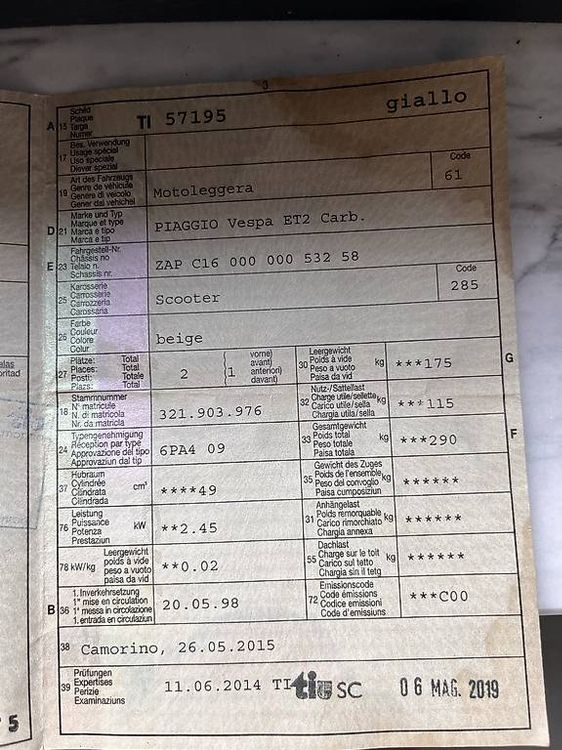 3
A 15 Schild
Plaque
Targa
Numer
TI 57195
giallo
17 Bes. Verwendung
Usage spécial
Uso speciale
Diever spezial
19 Art des Fahrzeugs
Genre de véhicule
Genere di veicolo
Gener dal vehichel
Motoleggera
Code
61
D 21 Marke und Typ
Marque et type
Marca e tipo
Marca e tip
PIAGGIO Vespa ET2 Carb.
E 23 Fahrgestell-Nr.
Châssis no
Telaio n.
Schassis nr.
ZAP C16 000 000 532 58
25 Karosserie
Carrosserie
Carrozzeria
Carossaria
Scooter
Code
285
26 Farbe
Couleur
Colore
Colur
beige
27 Plätze: Total
Places: Total
Posti: Totale
Plazs: Total
2
1
vorne)
avant)
anteriori)
davant)
30 Leergewicht
Poids à vide
Peso a vuoto
Paisa da vid
kg
***175
G
18 Stammnummer
N° matricule
N. di matricola
Nr. da matricla
321.903.976
32 Nutz-/Sattellast
Charge utile/sellette
Carico utile/sella
Chargia utila/sella
kg
***115
24 Typengenehmigung
Réception par type
Approvazione del tipo
Approvaziun dal tip
6PA4 09
33 Gesamtgewicht
Poids total
Peso totale
Paisa totala
kg
***290
F
37 Hubraum
Cylindrée
Cilindrata
Cilindrada
cm³
****49
35 Gewicht des Zuges
Poids de l'ensemble
Peso del convoglio
Paisa cumposiziun
kg
******
76 Leistung
Puissance
Potenza
Prestaziun
kW
**2.45
31 Anhängelast
Poids remorquable
Carico rimorchiato
Chargia annexa
kg
******
78 kW/kg Leergewicht
poids à vide
peso a vuoto
paisa da vid
**0.02
55 Dachlast
Charge sur le toit
Carico sul tetto
Chargia sin il tetg
kg
******
B 36 1. Inverkehrsetzung
1re mise en circulation
1a messa in circolazione
1. entrada en circulaziun
20.05.98
72 Emissionscode
Code émissions
Codice emissioni
Code d'emissiuns
***C00
38 Camorino, 26.05.2015
39 Prüfungen
Expertises
Perizie
Examinaziuns
11.06.2014 TI
ti SC
06 MAG. 2019
5